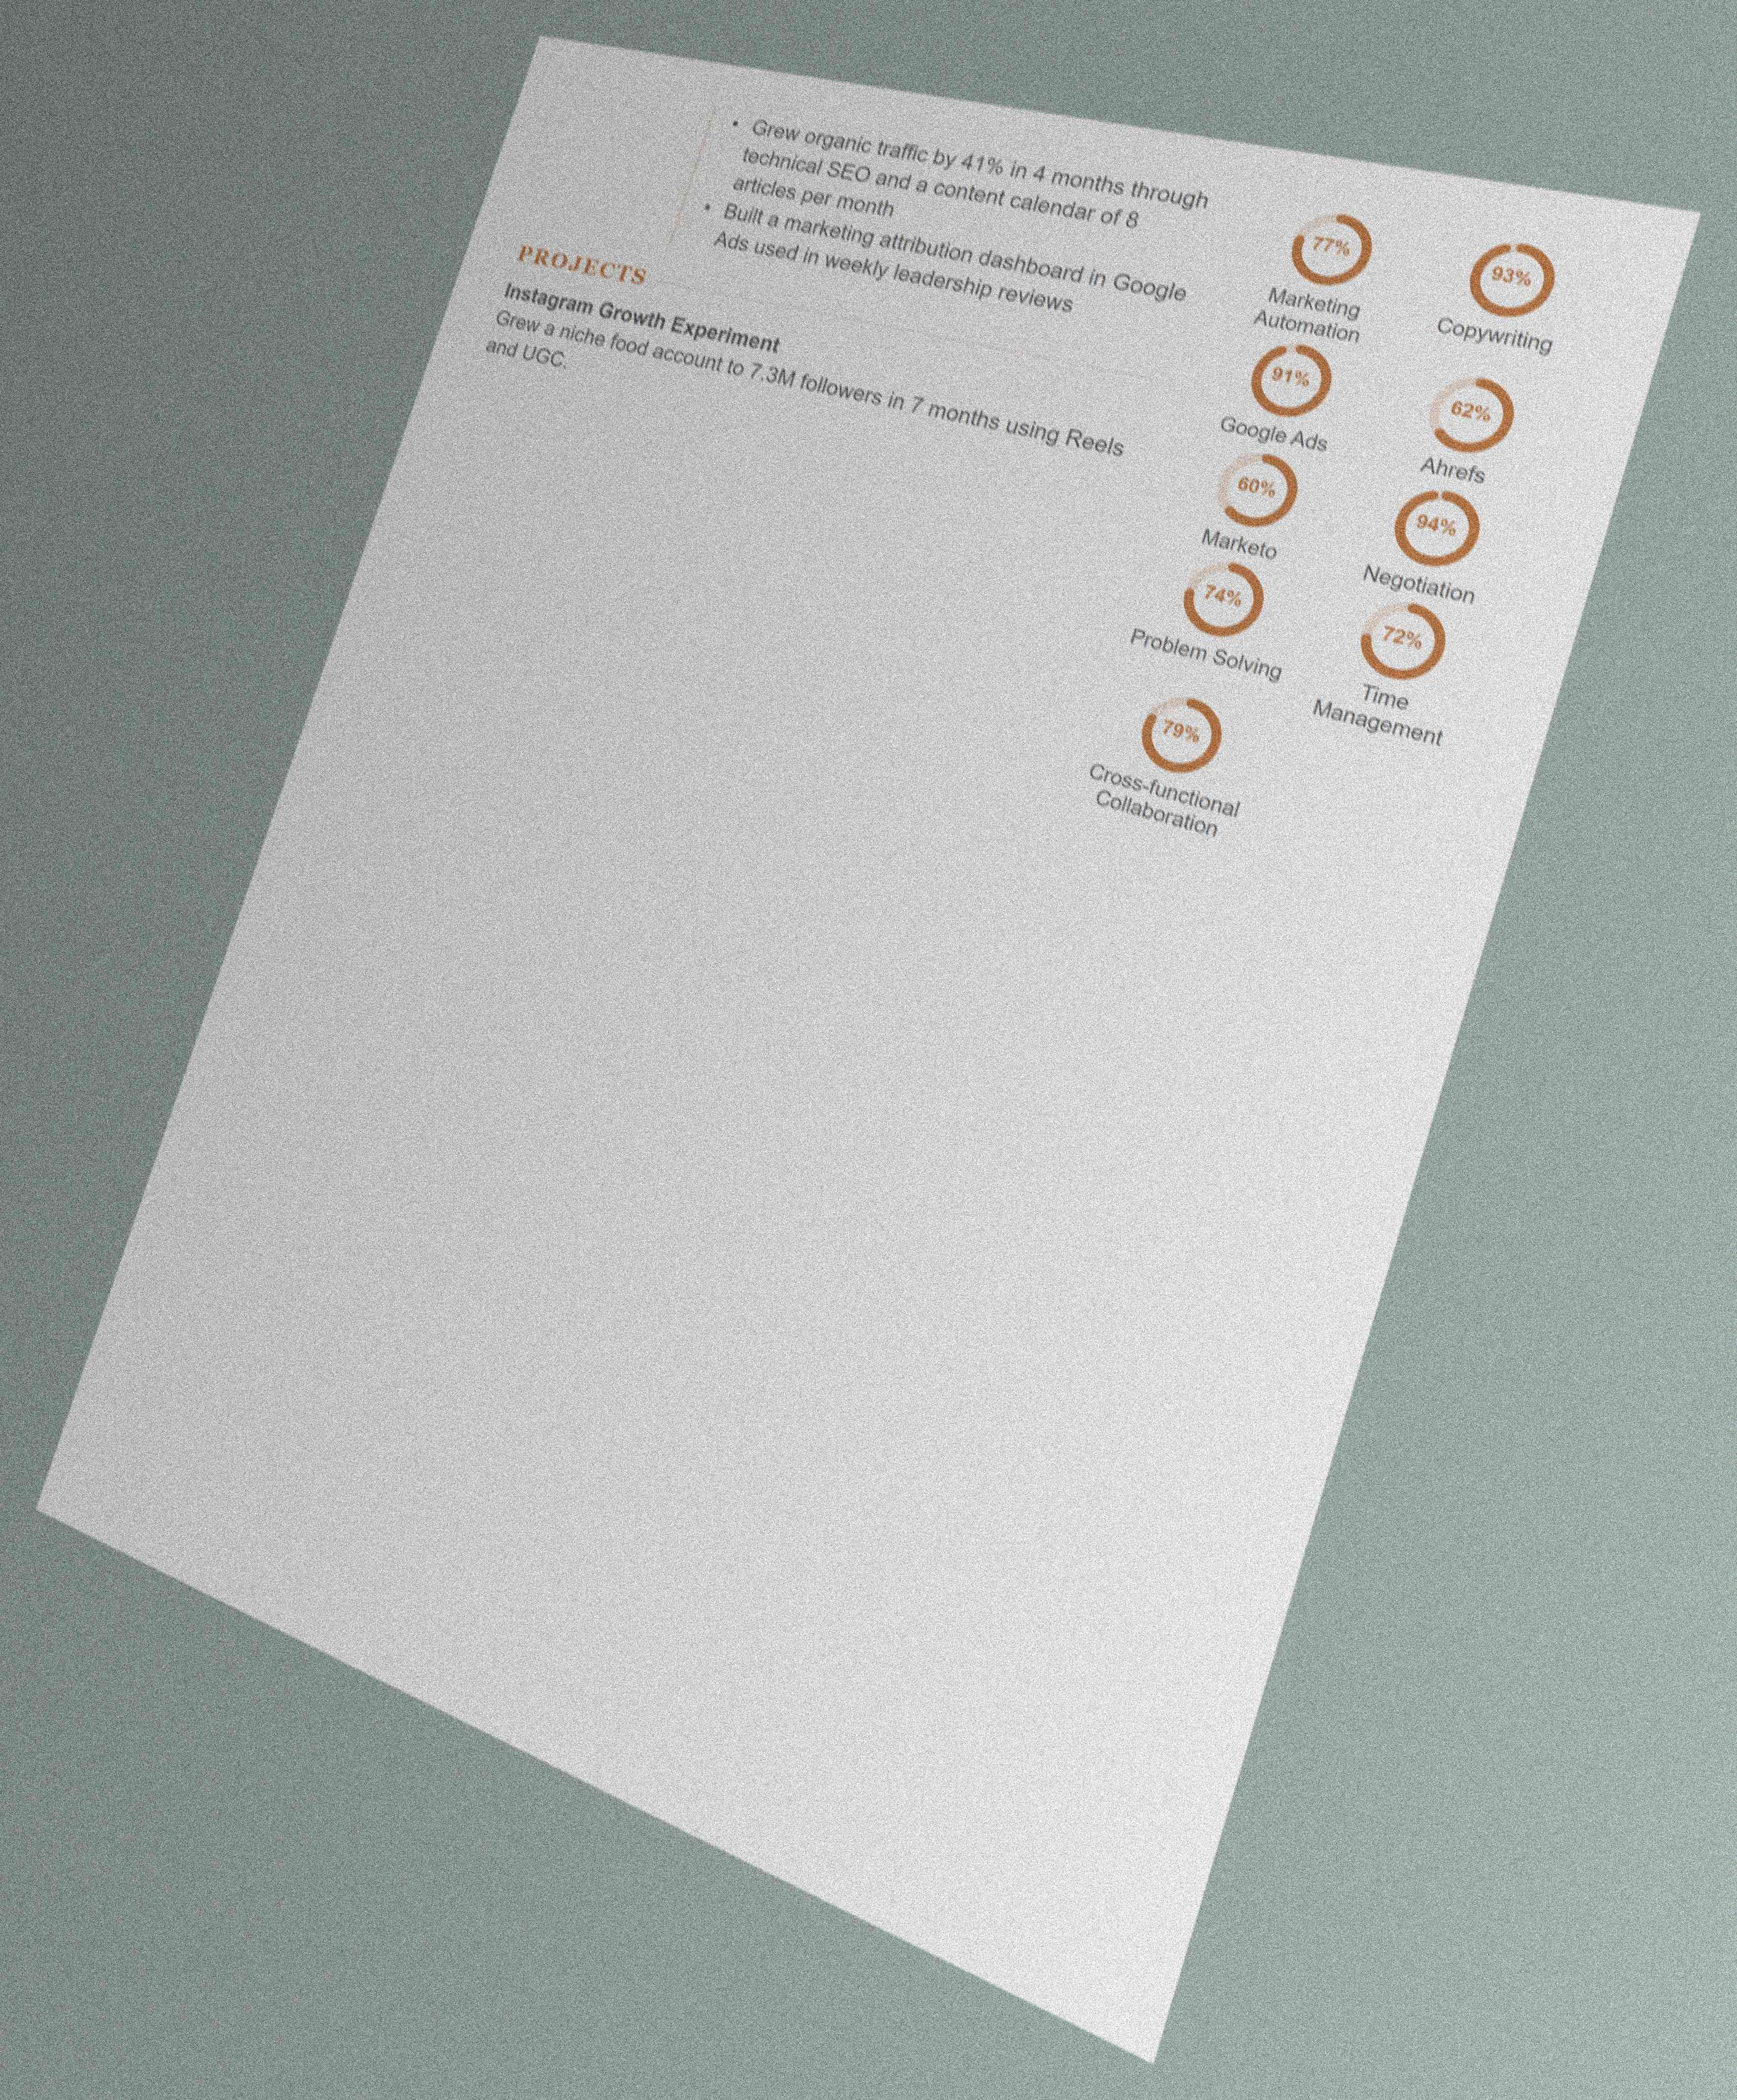 • Grew organic traffic by 41% in 4 months through
technical SEO and a content calendar of 8
articles per month
• Built a marketing attribution dashboard in Google
Ads used in weekly leadership reviews
PROJECTS
Instagram Growth Experiment
Grew a niche food account to 7.3M followers in 7 months using Reels
and UGC.
77%
Marketing
Automation
93%
Copywriting
91%
Google Ads
62%
Ahrefs
60%
Marketo
94%
Negotiation
74%
Problem Solving
72%
Time
Management
79%
Cross-functional
Collaboration